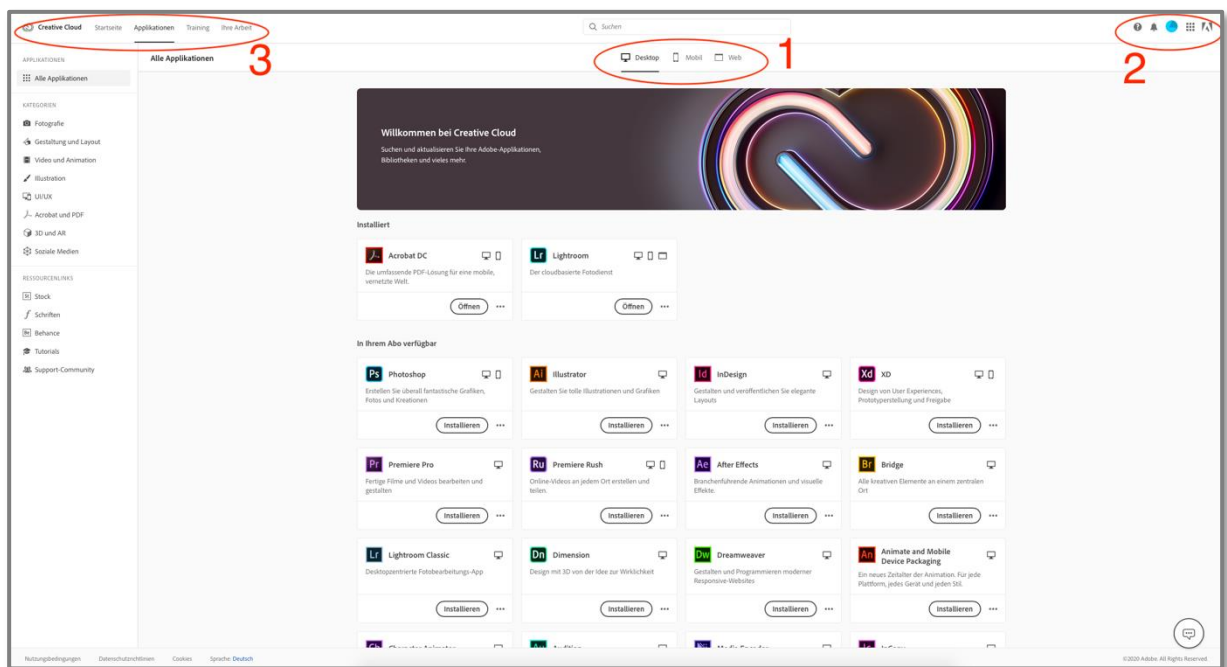 Creative Cloud Startseite Applikationen Training Ihre Arbeit
Suchen
3
1
2
APPLIKATIONEN
Alle Applikationen
Alle Applikationen
Desktop Mobil Web
KATEGORIEN
Fotografie
Gestaltung und Layout
Video und Animation
Illustration
UI/UX
Acrobat und PDF
3D und AR
Soziale Medien
RESSOURCENLINKS
St Stock
Schriften
Be Behance
Tutorials
Support-Community
Willkommen bei Creative Cloud
Suchen und aktualisieren Sie Ihre Adobe-Applikationen,
Bibliotheken und vieles mehr.
Installiert
Acrobat DC
Die umfassende PDF-Lösung für eine mobile,
vernetzte Welt.
Öffnen
Lr Lightroom
Der cloudbasierte Fotodienst
Öffnen
In Ihrem Abo verfügbar
Ps Photoshop
Erstellen Sie überall fantastische Grafiken,
Fotos und Kreationen
Installieren
Ai Illustrator
Gestalten Sie tolle Illustrationen und Grafiken
Installieren
Id InDesign
Gestalten und veröffentlichen Sie elegante
Layouts
Installieren
Xd XD
Design von User Experiences,
Prototyperstellung und Freigabe
Installieren
Pr Premiere Pro
Fertige Filme und Videos bearbeiten und
gestalten
Installieren
Ru Premiere Rush
Online-Videos an jedem Ort erstellen und
teilen.
Installieren
Ae After Effects
Branchenführende Animationen und visuelle
Effekte.
Installieren
Br Bridge
Alle kreativen Elemente an einem zentralen
Ort
Installieren
Lr Lightroom Classic
Desktopzentrierte Fotobearbeitungs-App
Installieren
Dn Dimension
Design mit 3D von der Idee zur Wirklichkeit
Installieren
Dw Dreamweaver
Gestalten und Programmieren moderner
Responsive-Websites
Installieren
An Animate and Mobile
Device Packaging
Ein neues Zeitalter der Animation. Für jede
Plattform, jedes Gerät und jeden Stil.
Installieren
Nutzungsbedingungen Datenschutzrichtlinien Cookies Sprache: Deutsch
©2020 Adobe. All Rights Reserved.